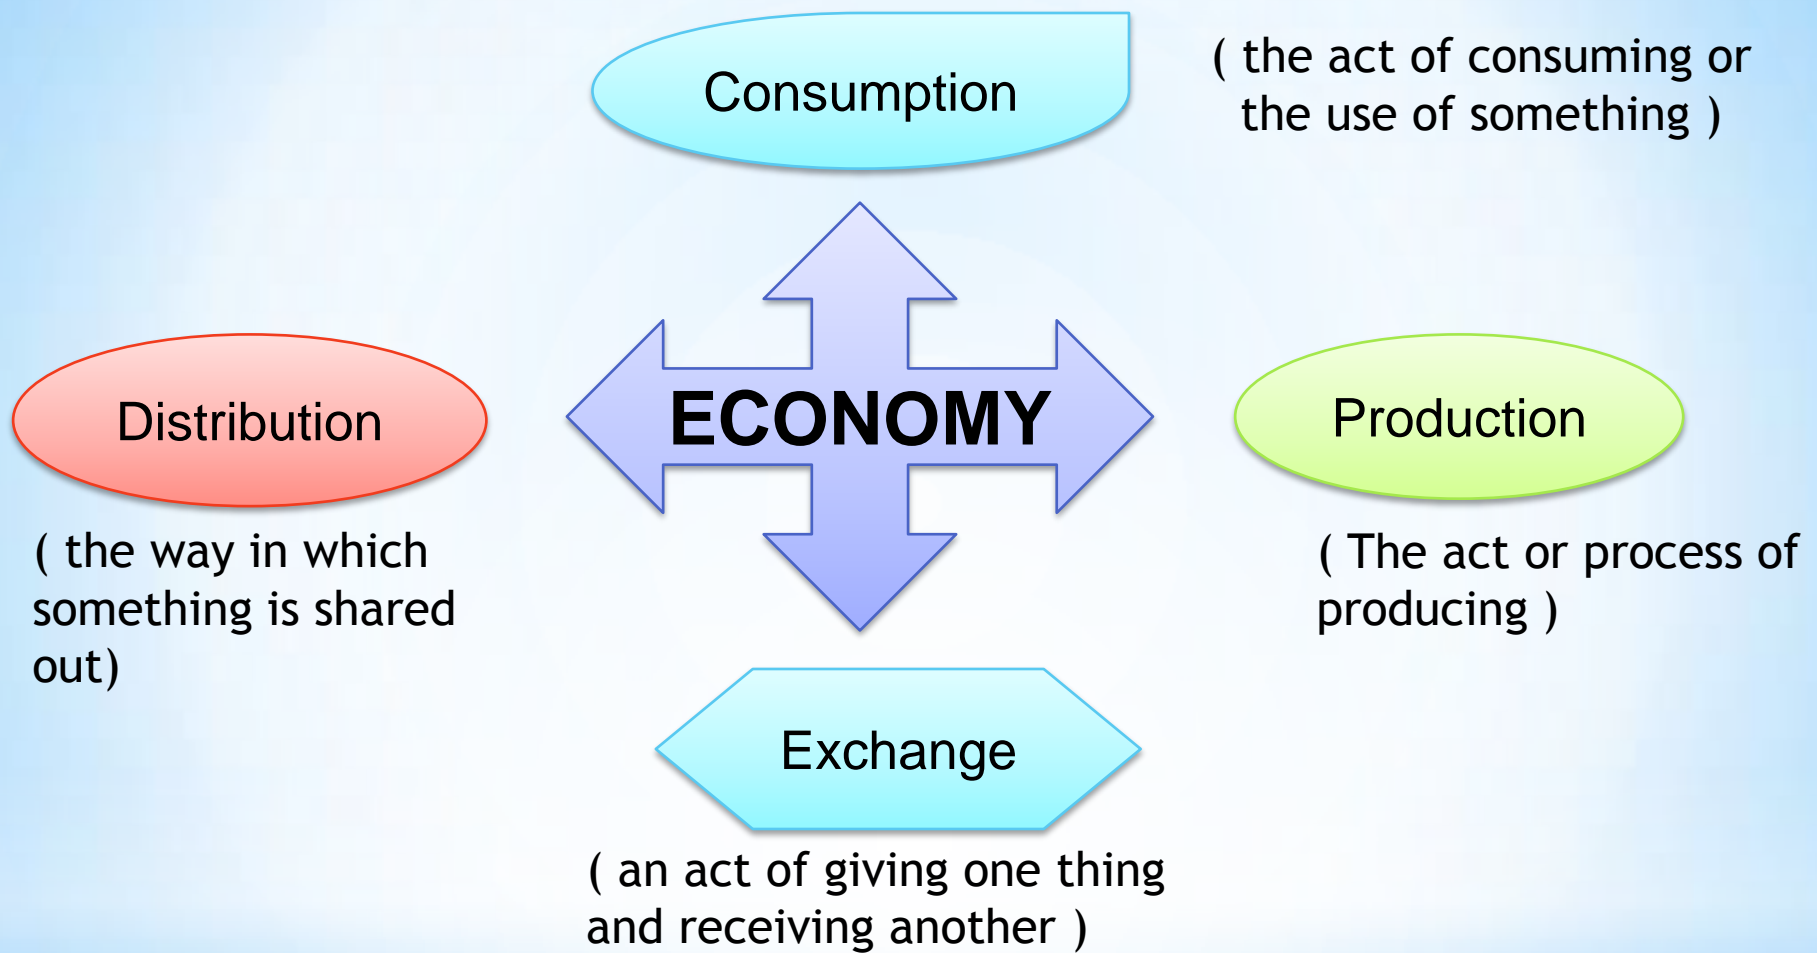 Consumption
( the act of consuming or
the use of something )
Distribution
( the way in which
something is shared
out)
ECONOMY
Production
( The act or process of
producing )
Exchange
( an act of giving one thing
and receiving another )